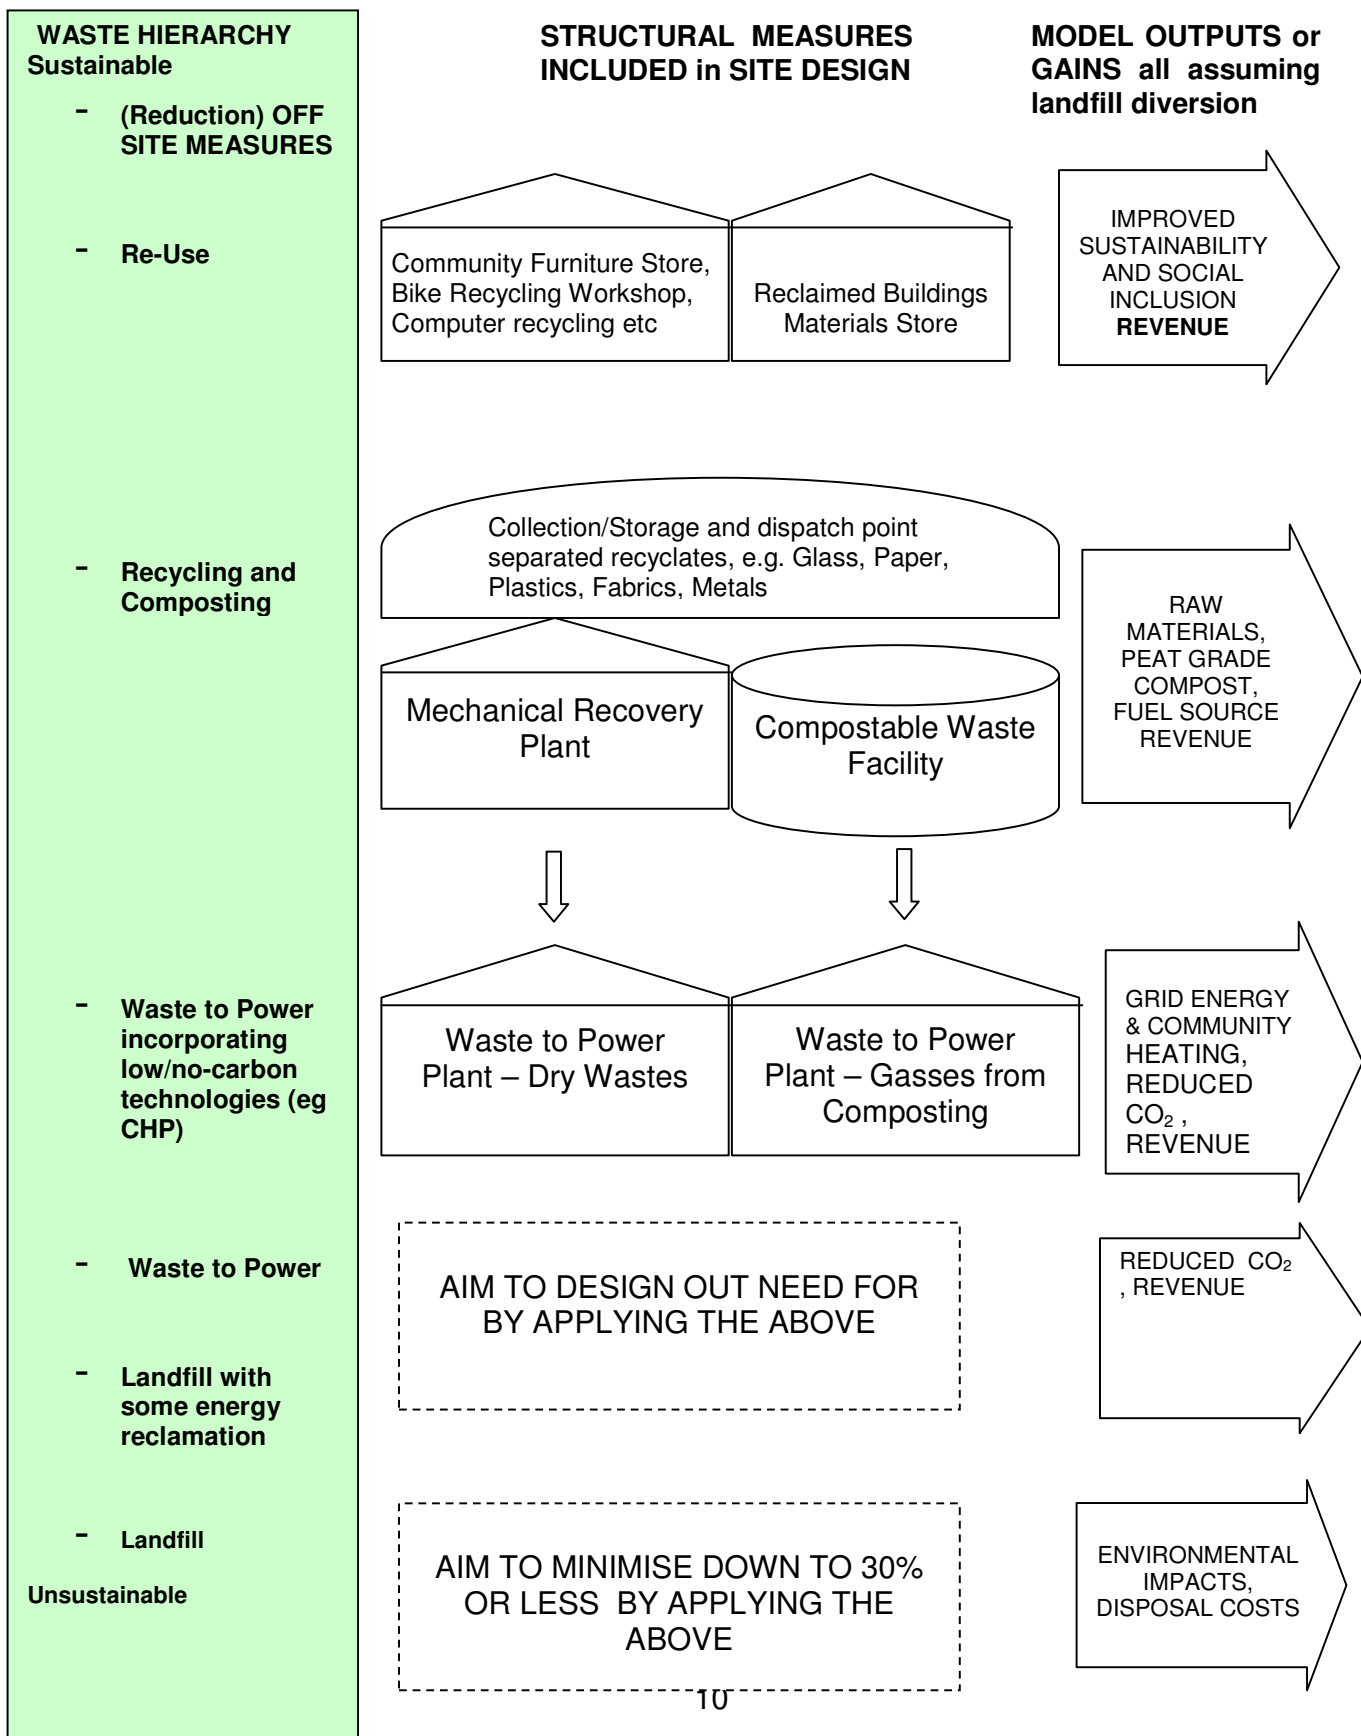 WASTE HIERARCHY
Sustainable
- (Reduction) OFF
SITE MEASURES
- Re-Use
- Recycling and
Composting
- Waste to Power
incorporating
low/no-carbon
technologies (eg
CHP)
- Waste to Power
- Landfill with
some energy
reclamation
- Landfill
Unsustainable
STRUCTURAL MEASURES
INCLUDED in SITE DESIGN
Community Furniture Store,
Bike Recycling Workshop,
Computer recycling etc
Reclaimed Buildings
Materials Store
Collection/Storage and dispatch point
separated recyclates, e.g. Glass, Paper,
Plastics, Fabrics, Metals
Mechanical Recovery
Plant
Compostable Waste
Facility
Waste to Power
Plant – Dry Wastes
Waste to Power
Plant – Gasses from
Composting
AIM TO DESIGN OUT NEED FOR
BY APPLYING THE ABOVE
AIM TO MINIMISE DOWN TO 30%
OR LESS BY APPLYING THE
ABOVE
MODEL OUTPUTS or
GAINS all assuming
landfill diversion
IMPROVED
SUSTAINABILITY
AND SOCIAL
INCLUSION
REVENUE
RAW
MATERIALS,
PEAT GRADE
COMPOST,
FUEL SOURCE
REVENUE
GRID ENERGY
& COMMUNITY
HEATING,
REDUCED
CO₂ ,
REVENUE
REDUCED CO₂
, REVENUE
ENVIRONMENTAL
IMPACTS,
DISPOSAL COSTS
10